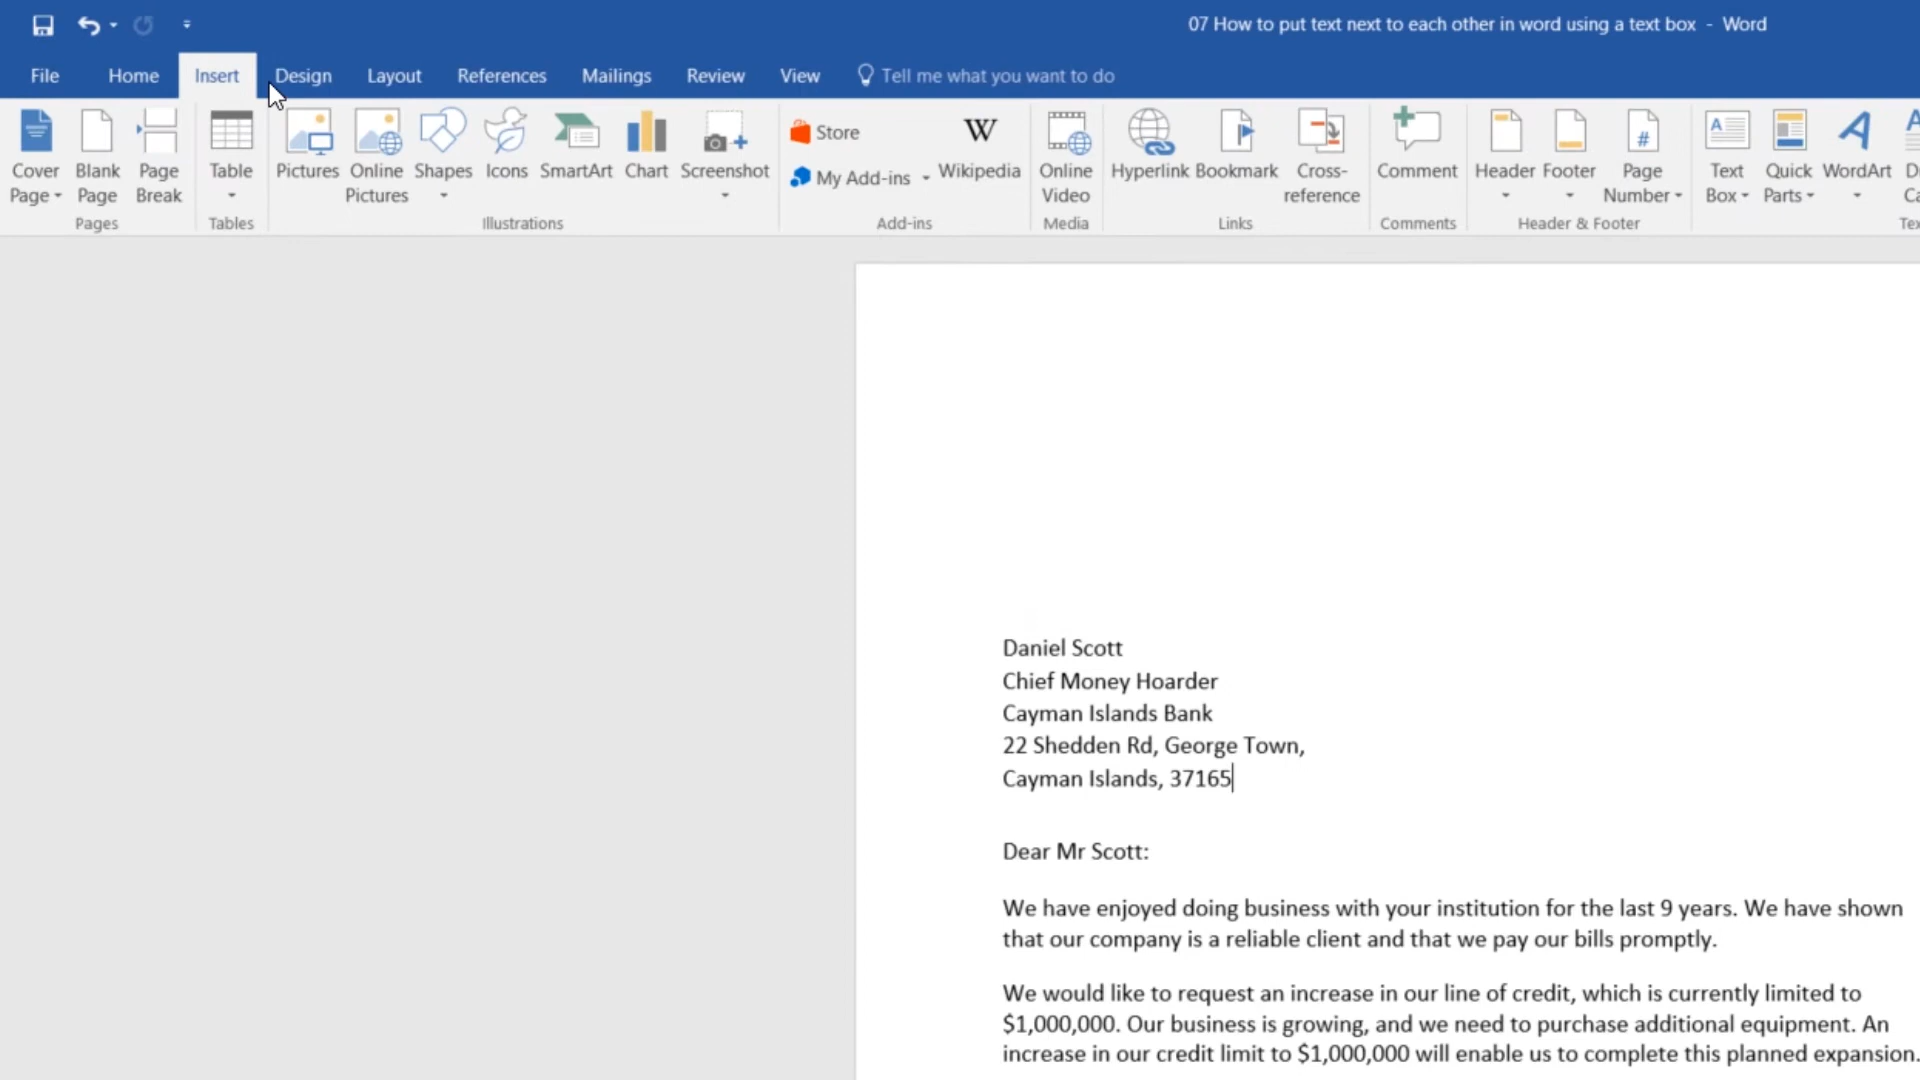 07 How to put text next to each other in word using a text box - Word
File Home Insert Design Layout References Mailings Review View Tell me what you want to do
Cover Page Blank Page Page Break Table Pictures Online Pictures Shapes Icons SmartArt Chart Screenshot Store My Add-ins W Wikipedia Online Video Hyperlink Bookmark Cross-reference Comment Header Footer # Page Number A Text Box Quick Parts A WordArt
Pages Tables Illustrations Add-ins Media Links Comments Header & Footer
Daniel Scott
Chief Money Hoarder
Cayman Islands Bank
22 Shedden Rd, George Town,
Cayman Islands, 37165
Dear Mr Scott:
We have enjoyed doing business with your institution for the last 9 years. We have shown
that our company is a reliable client and that we pay our bills promptly.
We would like to request an increase in our line of credit, which is currently limited to
$1,000,000. Our business is growing, and we need to purchase additional equipment. An
increase in our credit limit to $1,000,000 will enable us to complete this planned expansion.